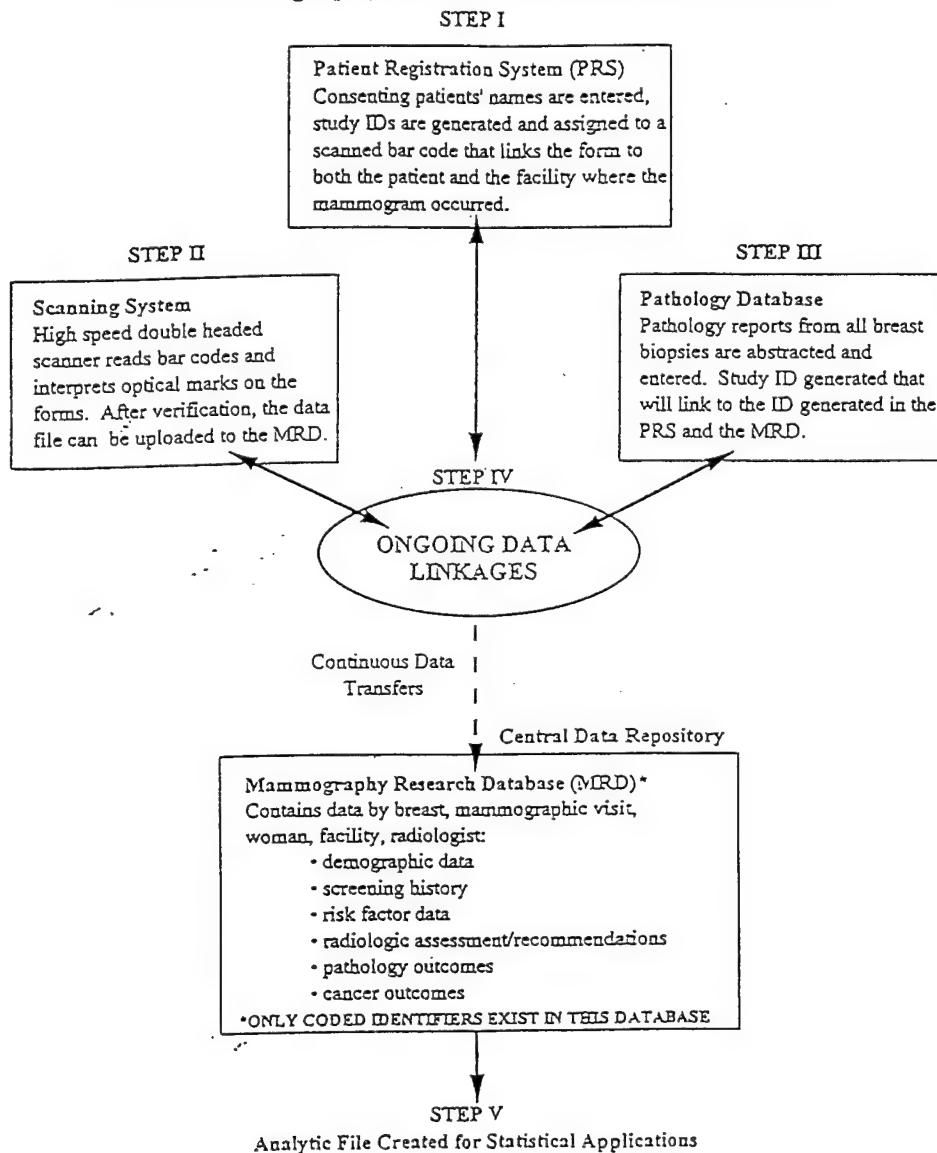 STEP I
Patient Registration System (PRS)
Consenting patients' names are entered,
study IDs are generated and assigned to a
scanned bar code that links the form to
both the patient and the facility where the
mammogram occurred.
STEP II
Scanning System
High speed double headed
scanner reads bar codes and
interprets optical marks on the
forms. After verification, the data
file can be uploaded to the MRD.
STEP III
Pathology Database
Pathology reports from all breast
biopsies are abstracted and
entered. Study ID generated that
will link to the ID generated in the
PRS and the MRD.
STEP IV
ONGOING DATA
LINKAGES
Continuous Data
Transfers
Central Data Repository
Mammography Research Database (MRD)*
Contains data by breast, mammographic visit,
woman, facility, radiologist:
• demographic data
• screening history
• risk factor data
• radiologic assessment/recommendations
• pathology outcomes
• cancer outcomes
*ONLY CODED IDENTIFIERS EXIST IN THIS DATABASE
STEP V
Analytic File Created for Statistical Applications